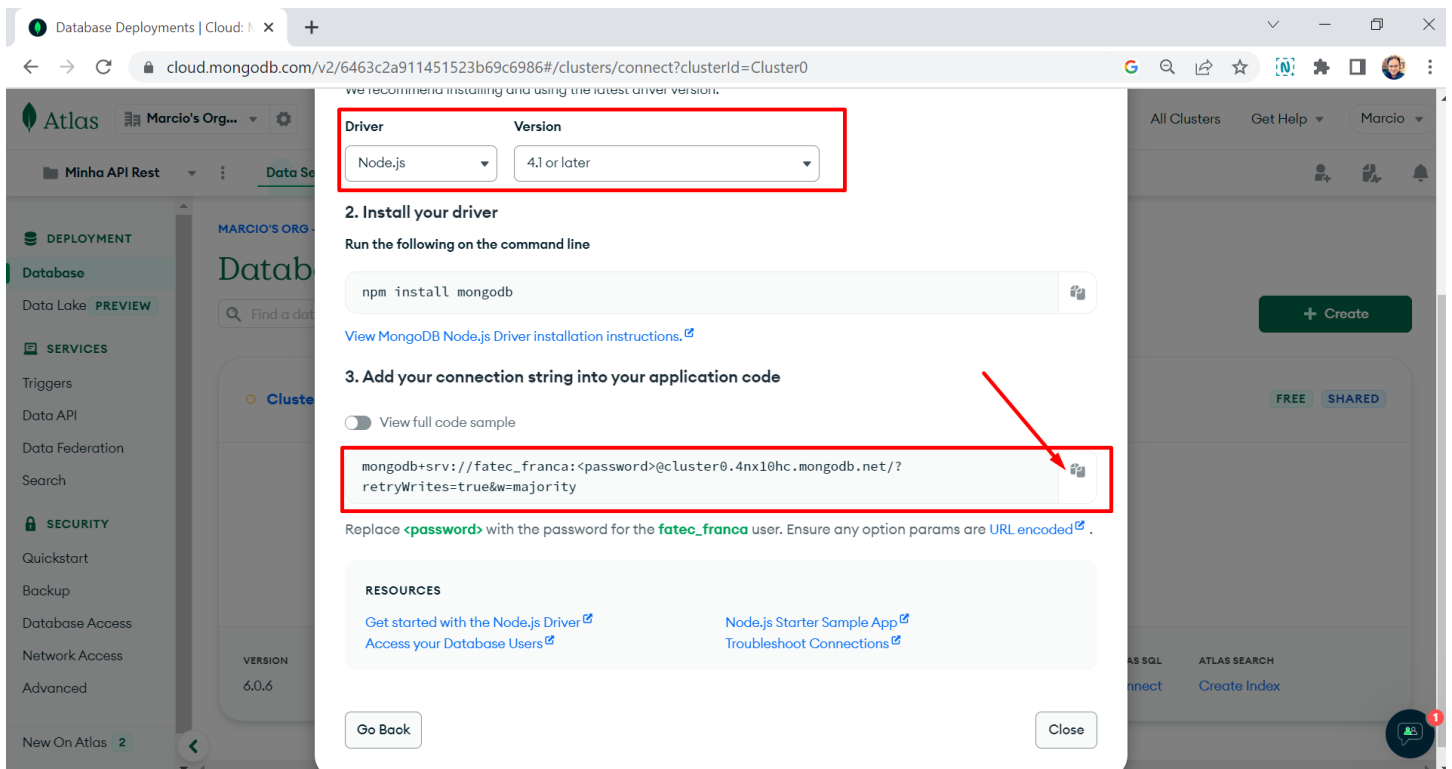 Database Deployments | Cloud: M
cloud.mongodb.com/v2/6463c2a911451523b69c6986#/clusters/connect?clusterId=Cluster0
We recommend installing and using the latest driver version.
Atlas
Marcio's Org...
All Clusters
Get Help
Marcio
Minha API Rest
Data Se
Driver
Version
Node.js
4.1 or later
DEPLOYMENT
Database
Data Lake PREVIEW
SERVICES
Triggers
Data API
Data Federation
Search
SECURITY
Quickstart
Backup
Database Access
Network Access
Advanced
New On Atlas 2
MARCIO'S ORG -
Datab
Find a dat
+ Create
Cluste
FREE SHARED
VERSION
6.0.6
2. Install your driver
Run the following on the command line
npm install mongodb
View MongoDB Node.js Driver installation instructions.
3. Add your connection string into your application code
View full code sample
mongodb+srv://fatec_franca:<password>@cluster0.4nx10hc.mongodb.net/?
retryWrites=true&w=majority
Replace <password> with the password for the fatec_franca user. Ensure any option params are URL encoded .
RESOURCES
Get started with the Node.js Driver
Node.js Starter Sample App
Access your Database Users
Troubleshoot Connections
AS SQL
nnect
ATLAS SEARCH
Create Index
Go Back
Close
1